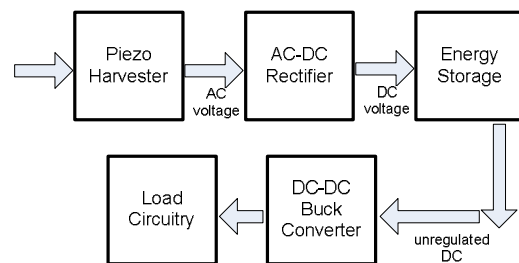 Piezo
Harvester
AC
voltage
AC-DC
Rectifier
DC
voltage
Energy
Storage
Load
Circuitry
DC-DC
Buck
Converter
unregulated
DC